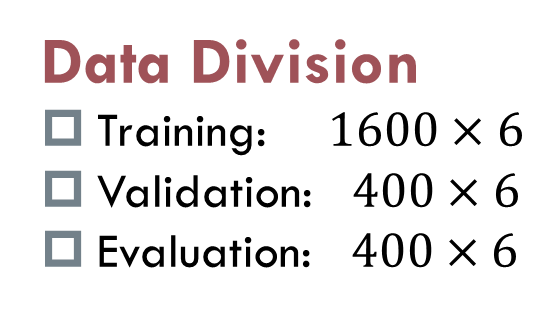 Data Division
Training: 1600 × 6
Validation: 400 × 6
Evaluation: 400 × 6